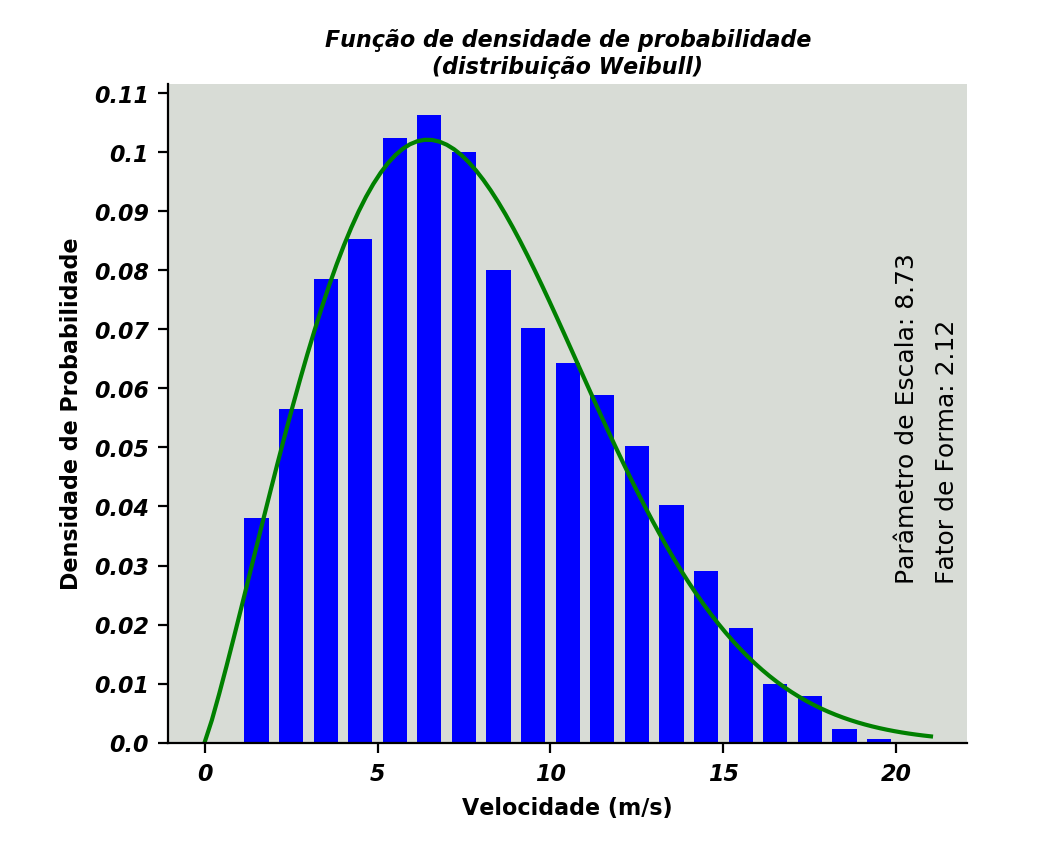 Função de densidade de probabilidade
(distribuição Weibull)
0.11
0.1
0.09
0.08
0.07
0.06
0.05
0.04
0.03
0.02
0.01
0.0
Densidade de Probabilidade
0
5
10
15
20
Velocidade (m/s)
Parâmetro de Escala: 8.73
Fator de Forma: 2.12